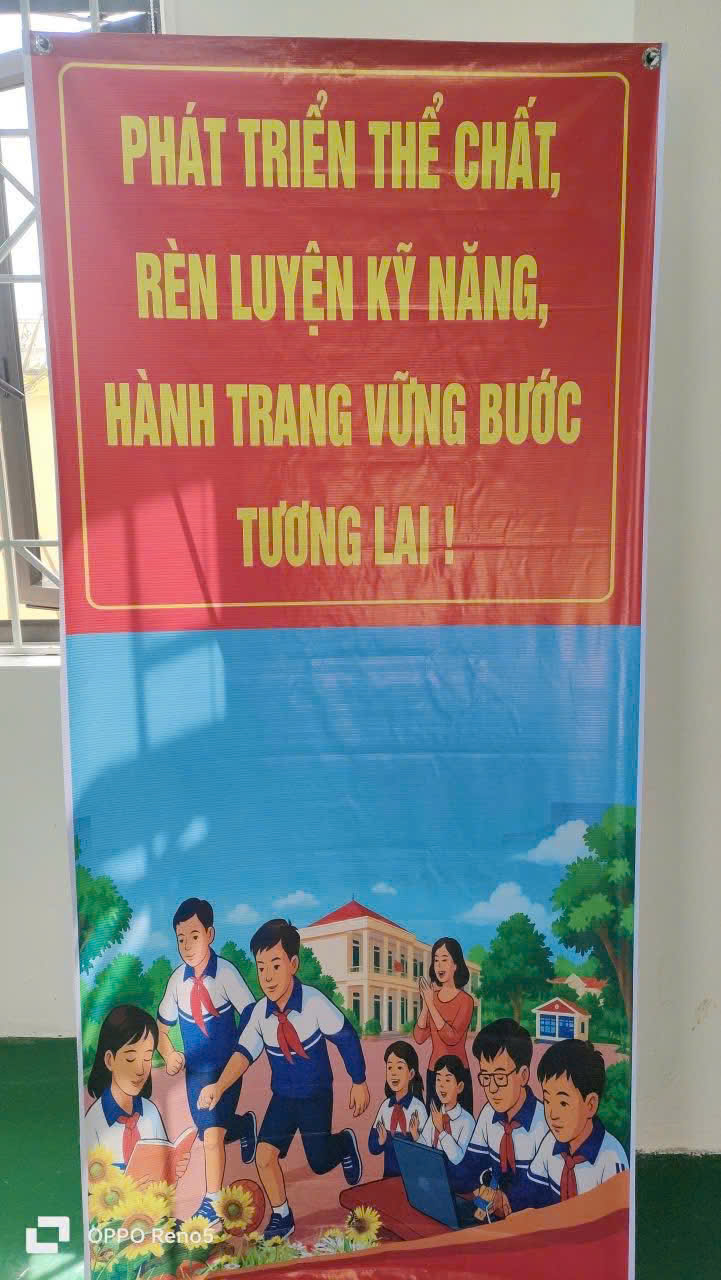 PHÁT TRIỂN THỂ CHẤT,
RÈN LUYỆN KỸ NĂNG,
HÀNH TRANG VỮNG BƯỚC
TƯƠNG LAI !
OPPO Reno5